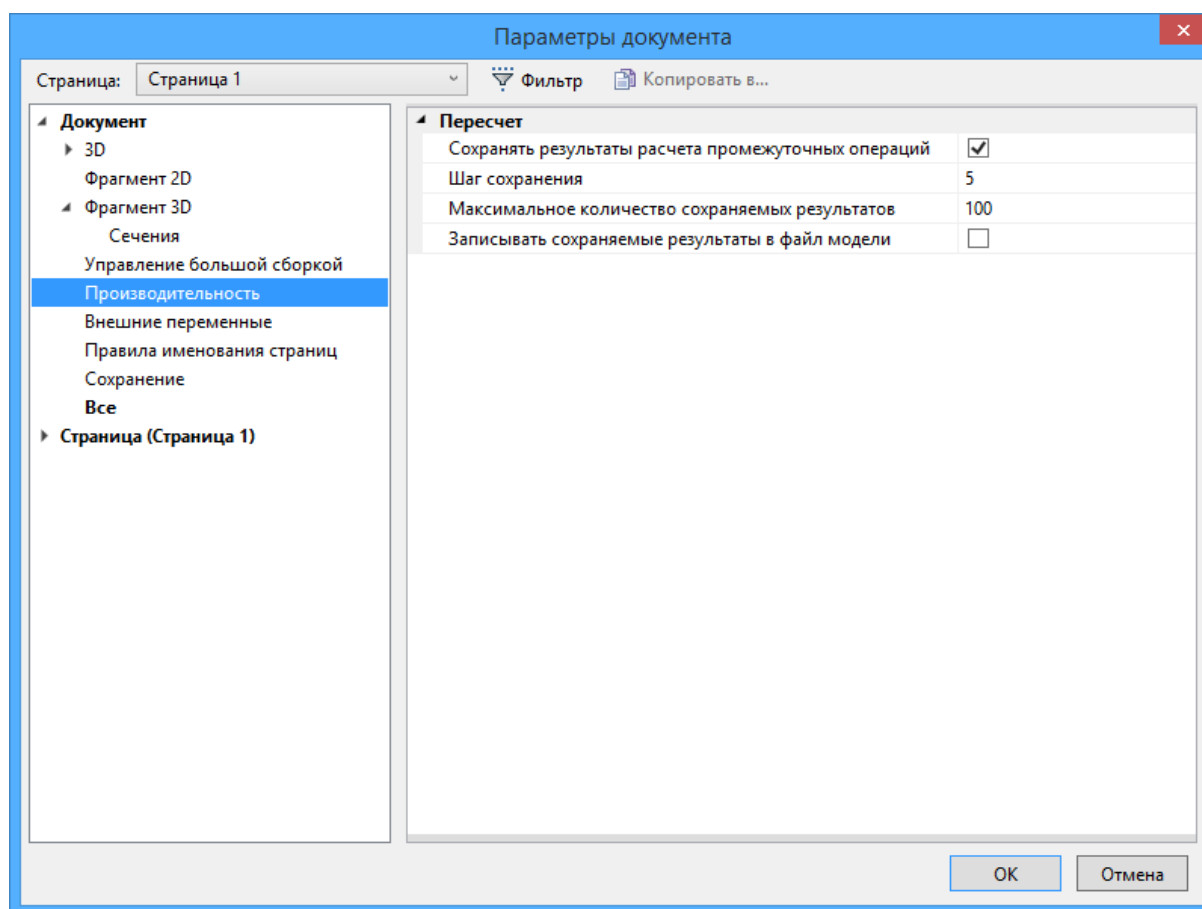 Параметры документа
Страница: Страница 1 Фильтр Копировать в...
Документ
3D
Фрагмент 2D
Фрагмент 3D
Сечения
Управление большой сборкой
Производительность
Внешние переменные
Правила именования страниц
Сохранение
Все
Страница (Страница 1)
Пересчет
Сохранять результаты расчета промежуточных операций
Шаг сохранения 5
Максимальное количество сохраняемых результатов 100
Записывать сохраняемые результаты в файл модели
ОК Отмена